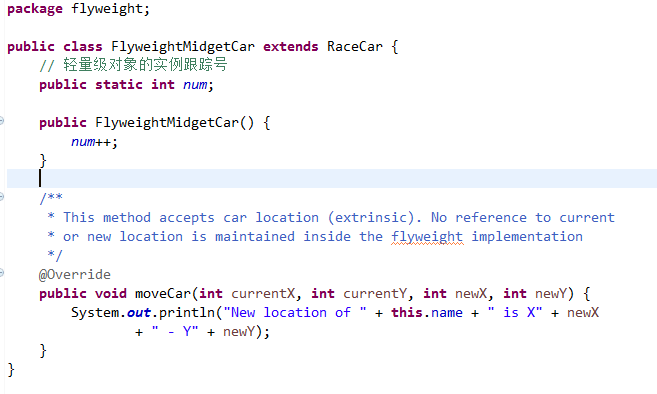 package flyweight;
public class FlyweightMidgetCar extends RaceCar {
// 轻量级对象的实例跟踪号
public static int num;
public FlyweightMidgetCar() {
num++;
}
/**
* This method accepts car location (extrinsic). No reference to current
* or new location is maintained inside the flyweight implementation
*/
@Override
public void moveCar(int currentX, int currentY, int newX, int newY) {
System.out.println("New location of " + this.name + " is X" + newX
+ " - Y" + newY);
}
}